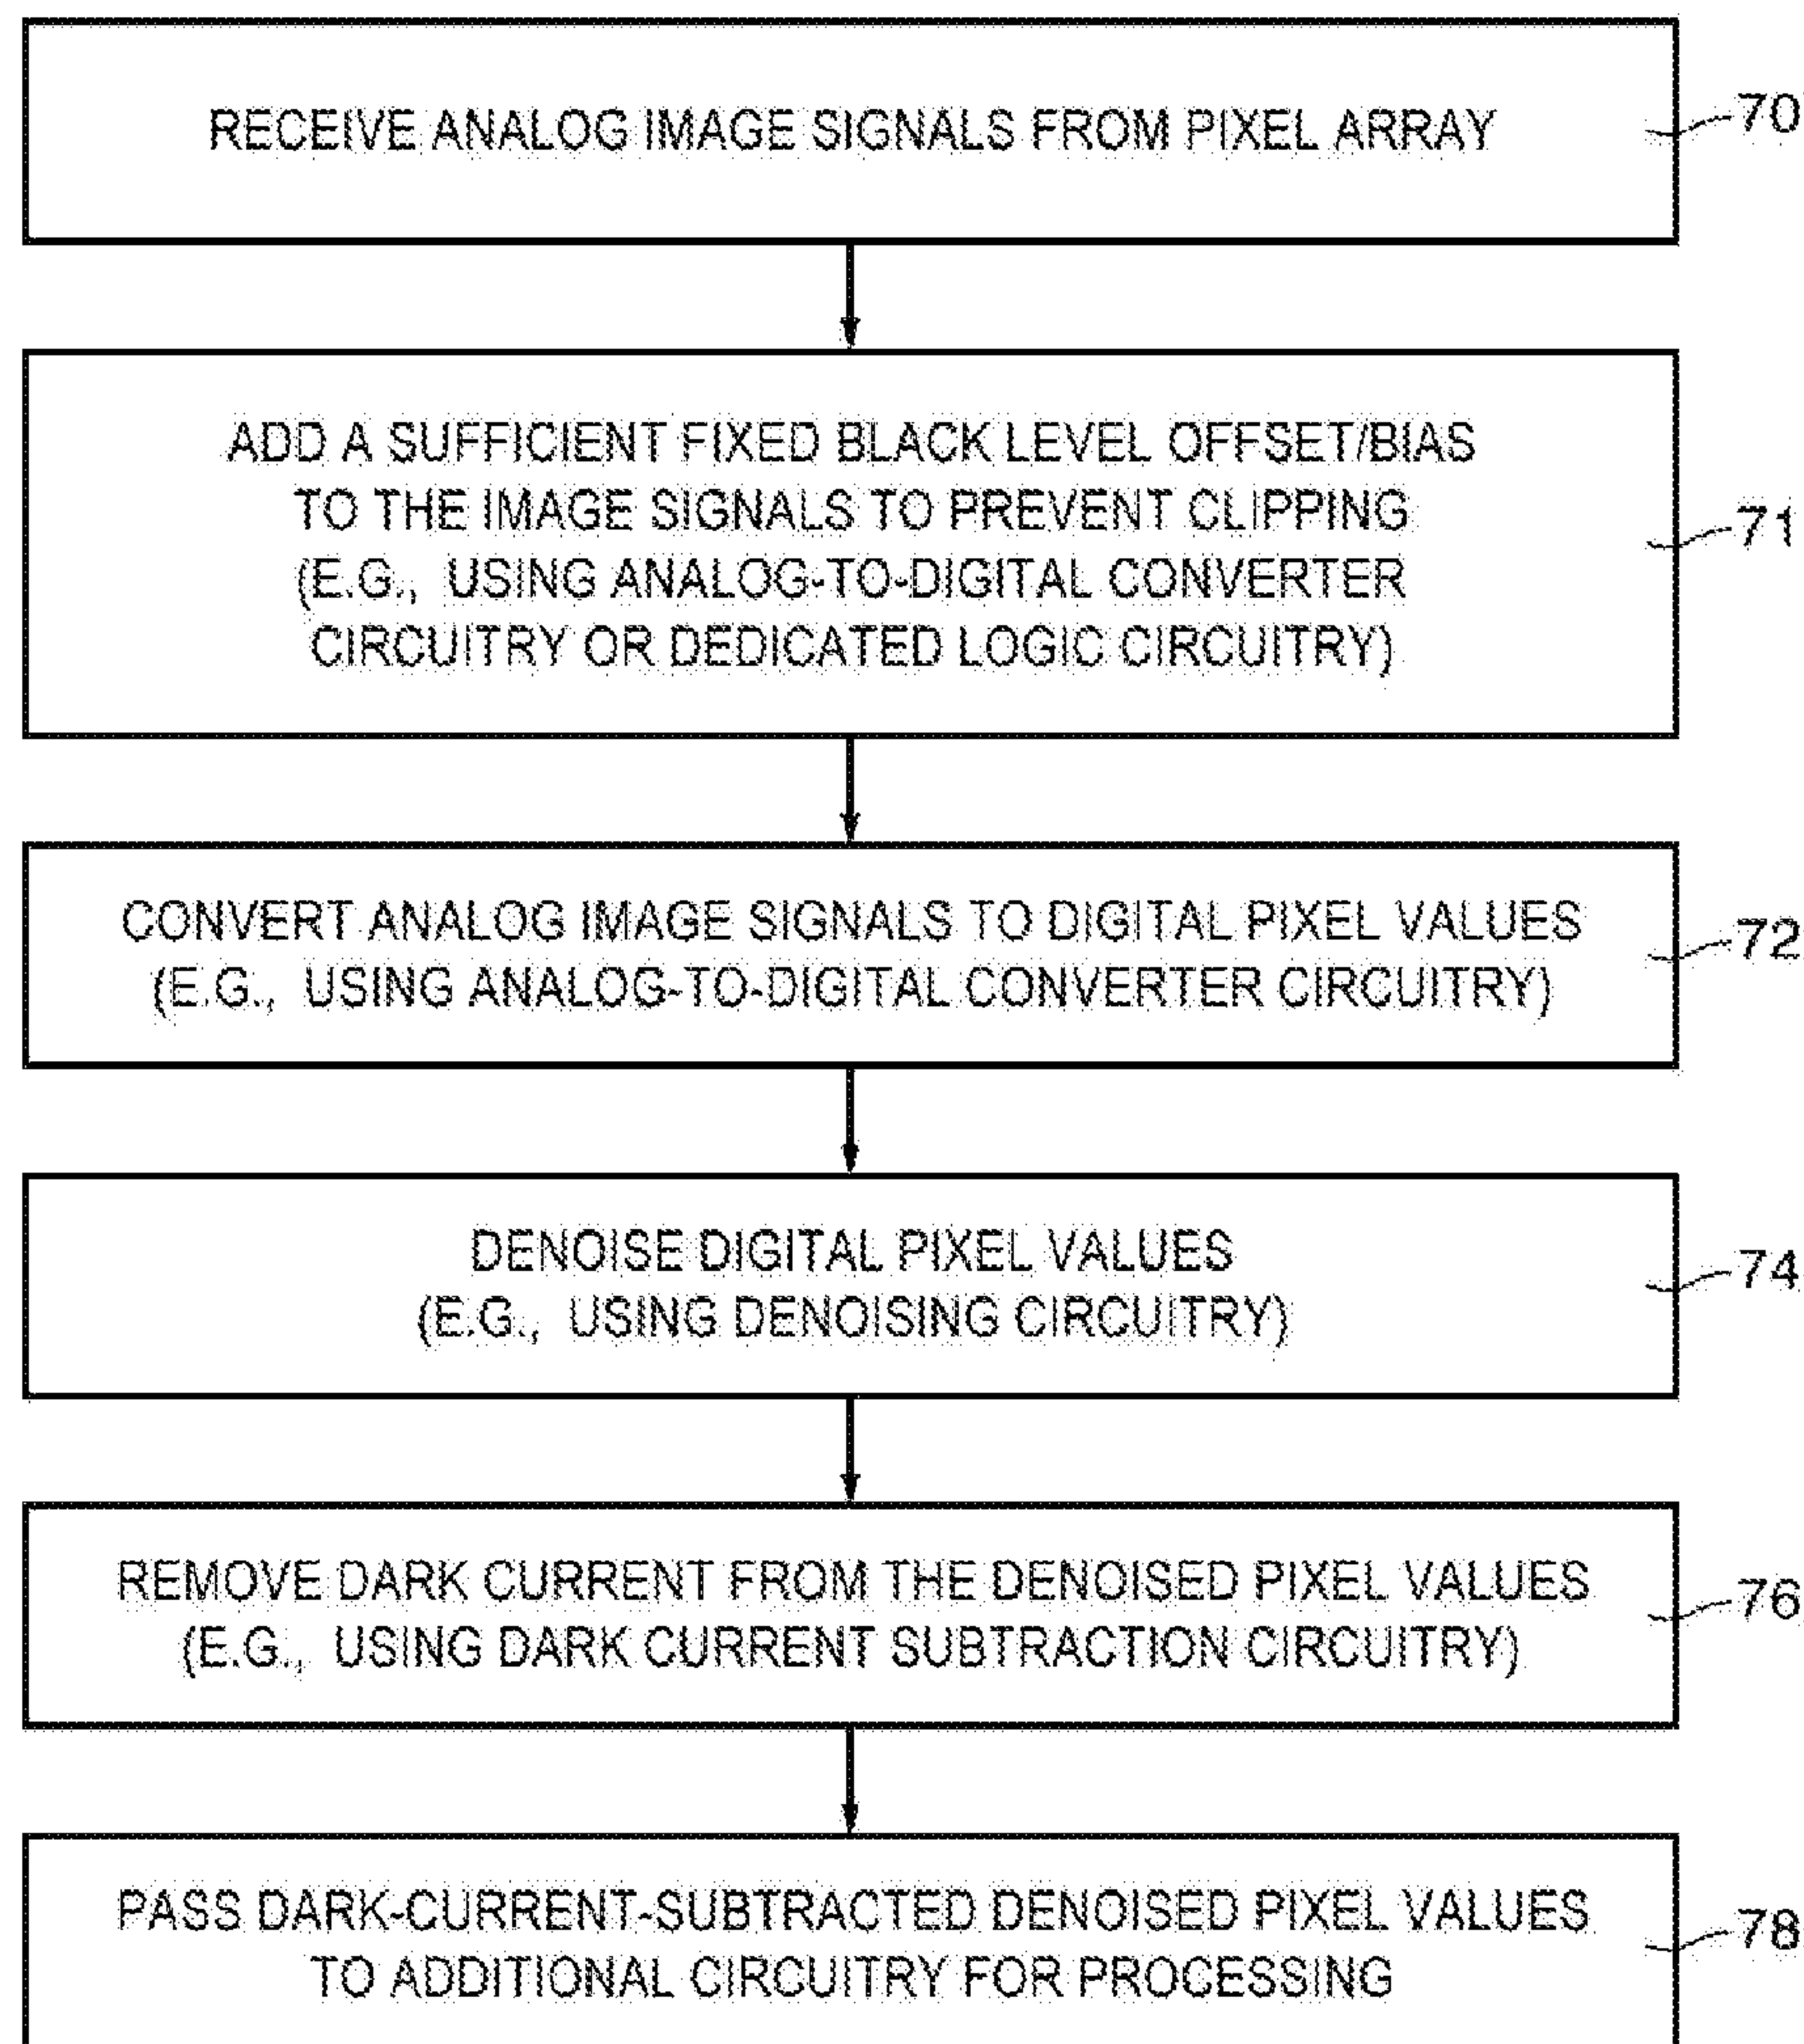 RECEIVE ANALOG IMAGE SIGNALS FROM PIXEL ARRAY
70
ADD A SUFFICIENT FIXED BLACK LEVEL OFFSET/BIAS
TO THE IMAGE SIGNALS TO PREVENT CLIPPING
(E.G., USING ANALOG-TO-DIGITAL CONVERTER
CIRCUITRY OR DEDICATED LOGIC CIRCUITRY)
71
CONVERT ANALOG IMAGE SIGNALS TO DIGITAL PIXEL VALUES
(E.G., USING ANALOG-TO-DIGITAL CONVERTER CIRCUITRY)
72
DENOISE DIGITAL PIXEL VALUES
(E.G., USING DENOISING CIRCUITRY)
74
REMOVE DARK CURRENT FROM THE DENOISED PIXEL VALUES
(E.G., USING DARK CURRENT SUBTRACTION CIRCUITRY)
76
PASS DARK-CURRENT-SUBTRACTED DENOISED PIXEL VALUES
TO ADDITIONAL CIRCUITRY FOR PROCESSING
78